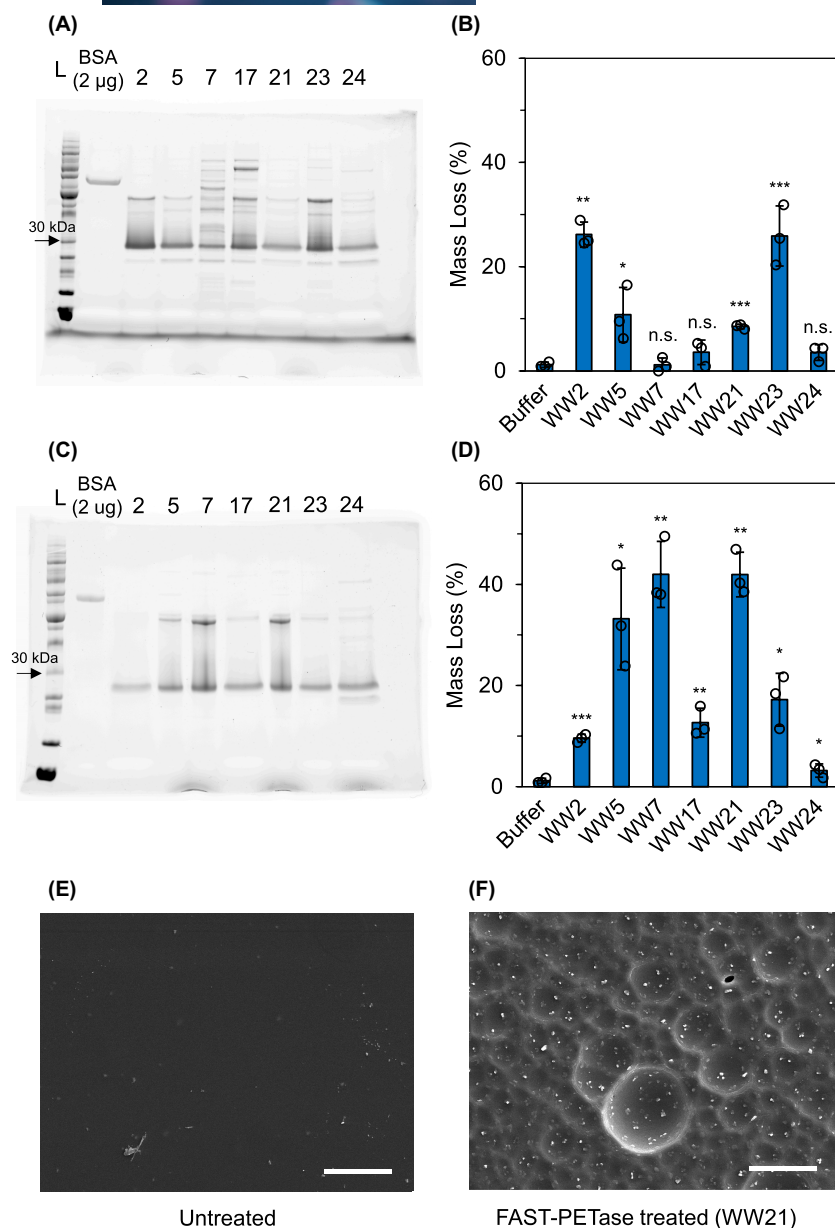 (A)
BSA
L (2 µg) 2 5 7 17 21 23 24
30 kDa
(B)
60
40
20
0
Mass Loss (%)
**
*
n.s.
n.s.
***
***
n.s.
Buffer
WW2
WW5
WW7
WW17
WW21
WW23
WW24
(C)
BSA
L (2 ug) 2 5 7 17 21 23 24
30 kDa
(D)
60
40
20
0
Mass Loss (%)
***
*
**
**
**
*
*
Buffer
WW2
WW5
WW7
WW17
WW21
WW23
WW24
(E)
Untreated
(F)
FAST-PETase treated (WW21)